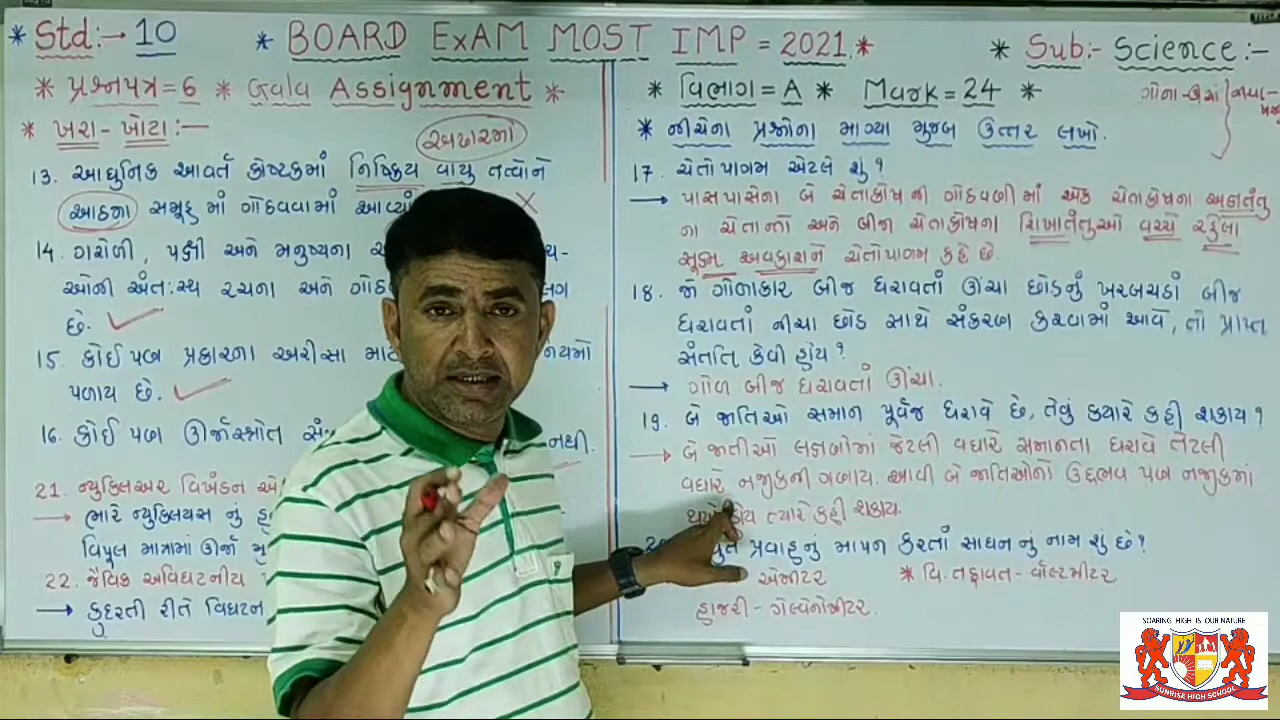 * Std:→ 10 * BOARD ExAM MOST IMP = 2021.* * Sub:- Science:-
* પ્રશ્નપત્ર = 6 * Gala Assignment *
* ખરા - ખોટા :—
અઢારમાં
13. આધુનિક આવર્ત કોષ્ટકમાં નિષ્ક્રિય વાયુ તત્વોને
આઠમા સમૂહ માં ગોઠવવામાં આવ્યાં
14. ગરોળી, પક્ષી અને મનુષ્યના
ઓની અંત:સ્થ રચના અને
છે.
15. કોઈ પણ પ્રકારના અરીસા
પળાય છે.
16. કોઈ પણ ઊર્જાસ્ત્રોત નથી.
21. ન્યુક્લિઅર વિખંડન
→ ભારે ન્યુક્લિયસ નું
વિપૂલ માત્રામાં ઊર્જા
22. જૈવિક અવિઘટનીય
→ કુદરતી રીતે વિઘટન
* વિભાગ = A * Mark = 24 *
* નીચેના પ્રશ્નોના માગ્યા મુજબ ઉત્તર લખો.
17. ચેતોપાગમ એટલે શું ?
→ પાસપાસેના બે ચેતાકોષ ની ગોઠવણી માં એક ચેતાકોષના અક્ષતંતુ
ના ચેતાન્તો અને બીજા ચેતાકોષના શિખાતંતુઓ વચ્ચે રહેલા
સૂક્ષ્મ અવકાશને ચેતોપાગમ કહે છે.
18. જો ગોળાકાર બીજ ધરાવતાં ઊંચા છોડનું ખરબચડાં બીજ
ધરાવતાં નીચા છોડ સાથે સંકરણ કરવામાં આવે, તો પ્રાપ્ત
સંતતિ કેવી હોય ?
→ ગોળ બીજ ધરાવતાં ઊંચા.
19. બે જાતિઓ સમાન પૂર્વજ ધરાવે છે, તેવું ક્યારે કહી શકાય ?
→ બે જાતીઓ લક્ષણોમાં જેટલી વધારે સમાનતા ધરાવે તેટલી
વધારે નજીકની ગણાય. આવી બે જાતિઓનો ઉદ્દભવ પણ નજીકમાં
હોય ત્યારે કહી શકાય.
પ્રવાહનું માપન કરતાં સાધન નું નામ શું છે?
એમીટર * વિ.તફાવત - વૉલ્ટમીટર
હાજરી - ગેલ્વેનોમીટર.
SOARING HIGH IS OUR NATURE
SUNRISE HIGH SCHOOL